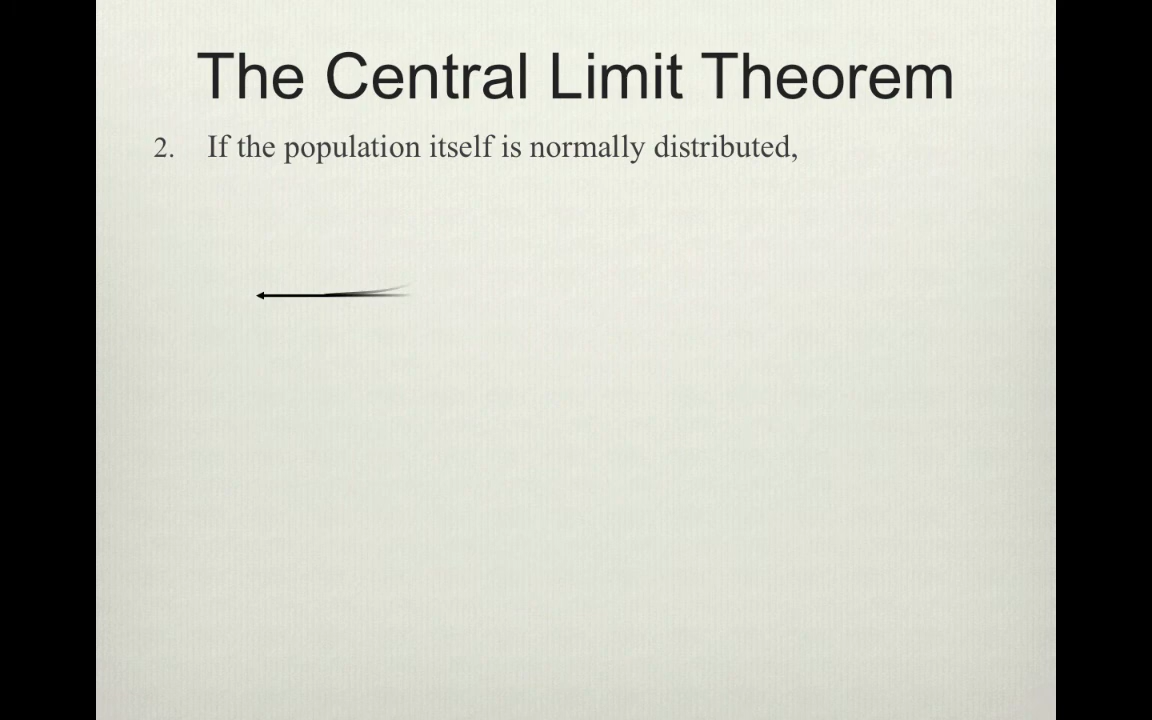 The Central Limit Theorem
2. If the population itself is normally distributed,